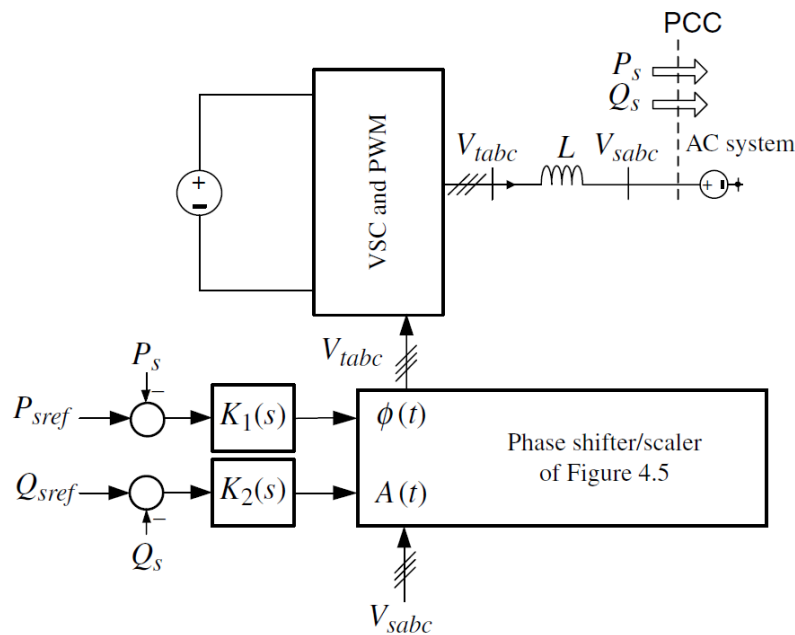 PCC
P_s
Q_s
V_tabc
L
V_sabc
AC system
+
-
VSC and PWM
+
-
V_tabc
P_s
-
P_sref
K_1(s)
ϕ(t)
Phase shifter/scaler
of Figure 4.5
Q_sref
K_2(s)
A(t)
-
Q_s
V_sabc